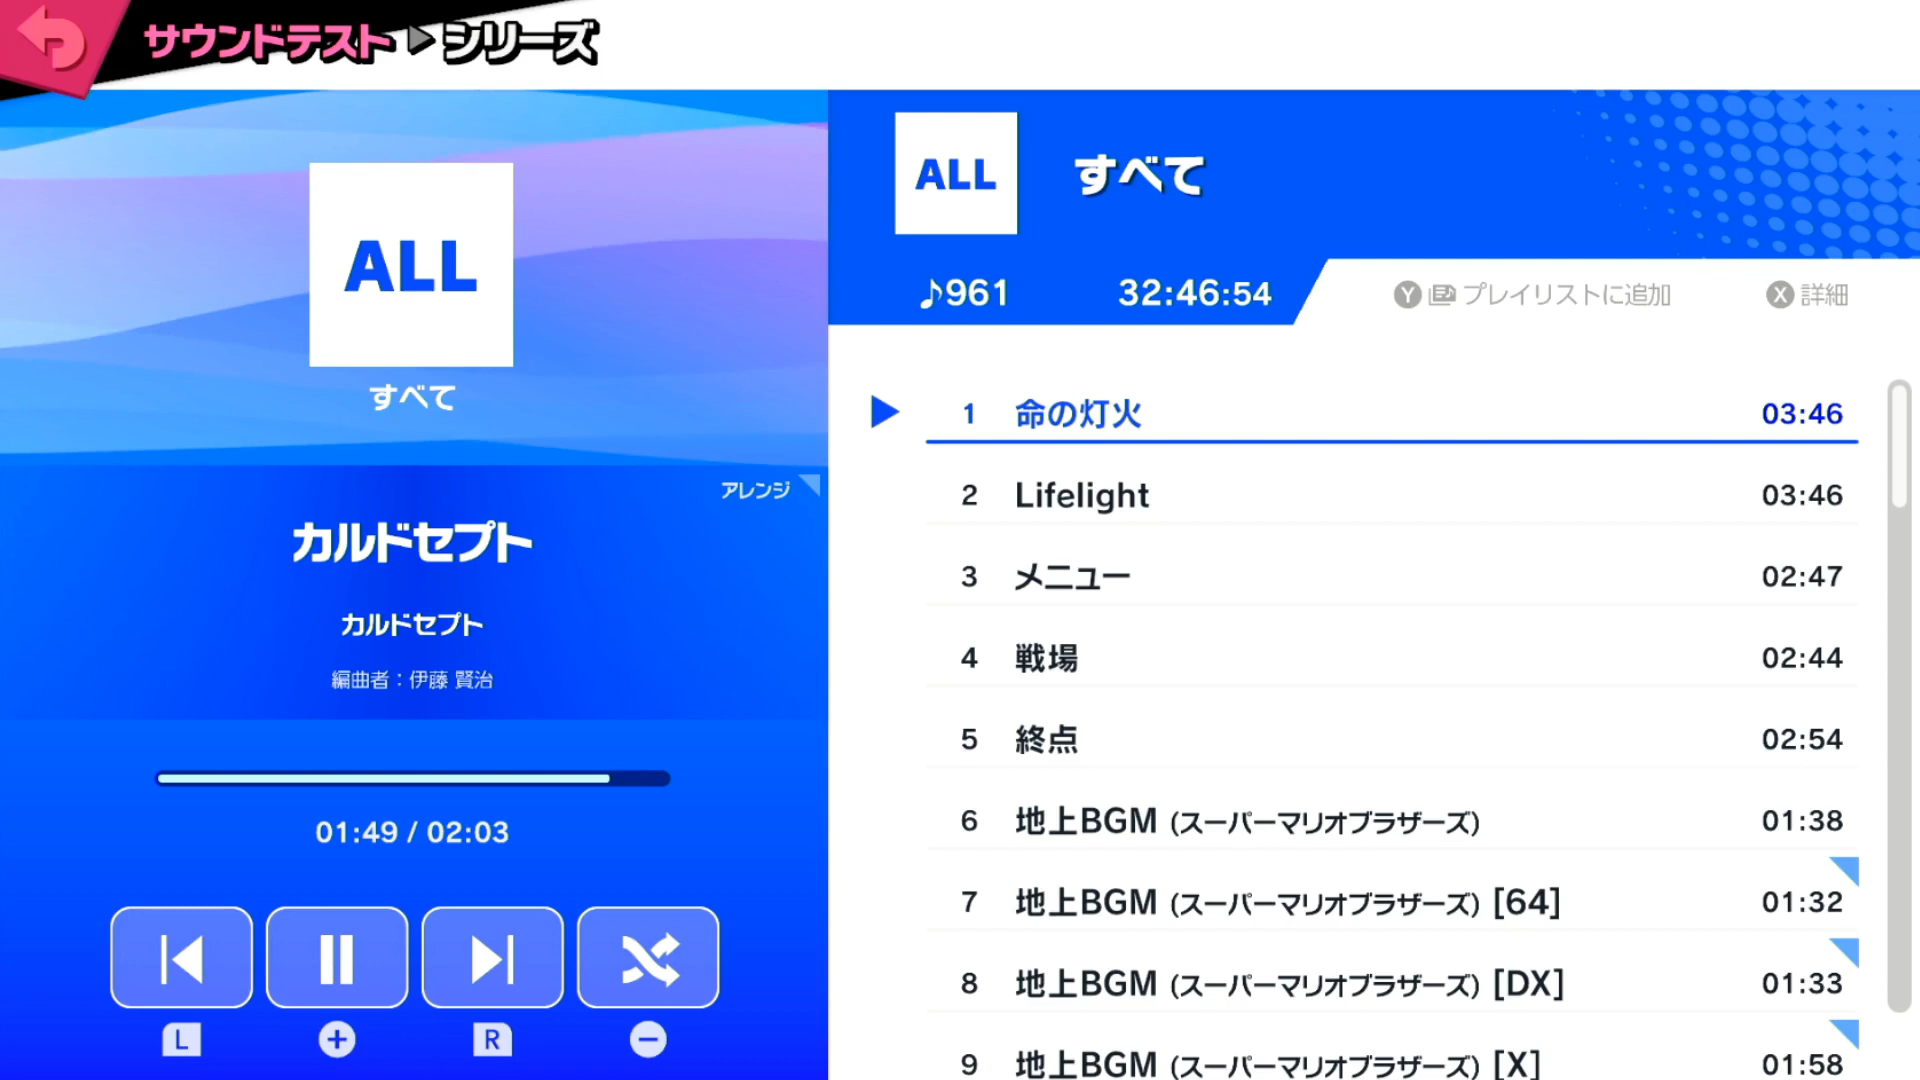 サウンドテスト▶シリーズ
ALL
すべて
アレンジ
カルドセプト
カルドセプト
編曲者：伊藤 賢治
01:49 / 02:03
L + R −
ALL すべて
♪961 32:46:54
Y プレイリストに追加 X 詳細
1 命の灯火 03:46
2 Lifelight 03:46
3 メニュー 02:47
4 戦場 02:44
5 終点 02:54
6 地上BGM (スーパーマリオブラザーズ) 01:38
7 地上BGM (スーパーマリオブラザーズ) [64] 01:32
8 地上BGM (スーパーマリオブラザーズ) [DX] 01:33
9 地上BGM (スーパーマリオブラザーズ) [X] 01:58